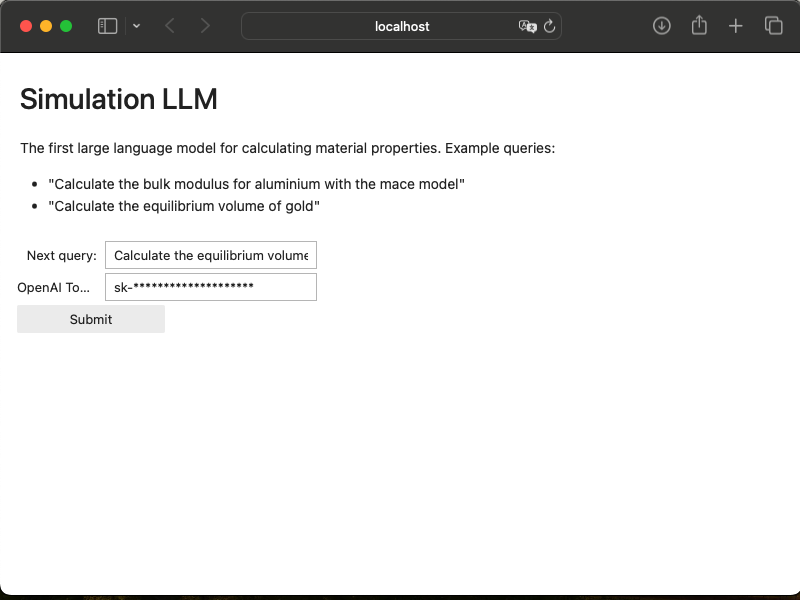 localhost
Simulation LLM
The first large language model for calculating material properties. Example queries:
• "Calculate the bulk modulus for aluminium with the mace model"
• "Calculate the equilibrium volume of gold"
Next query: Calculate the equilibrium volume
OpenAI To... sk-********************
Submit